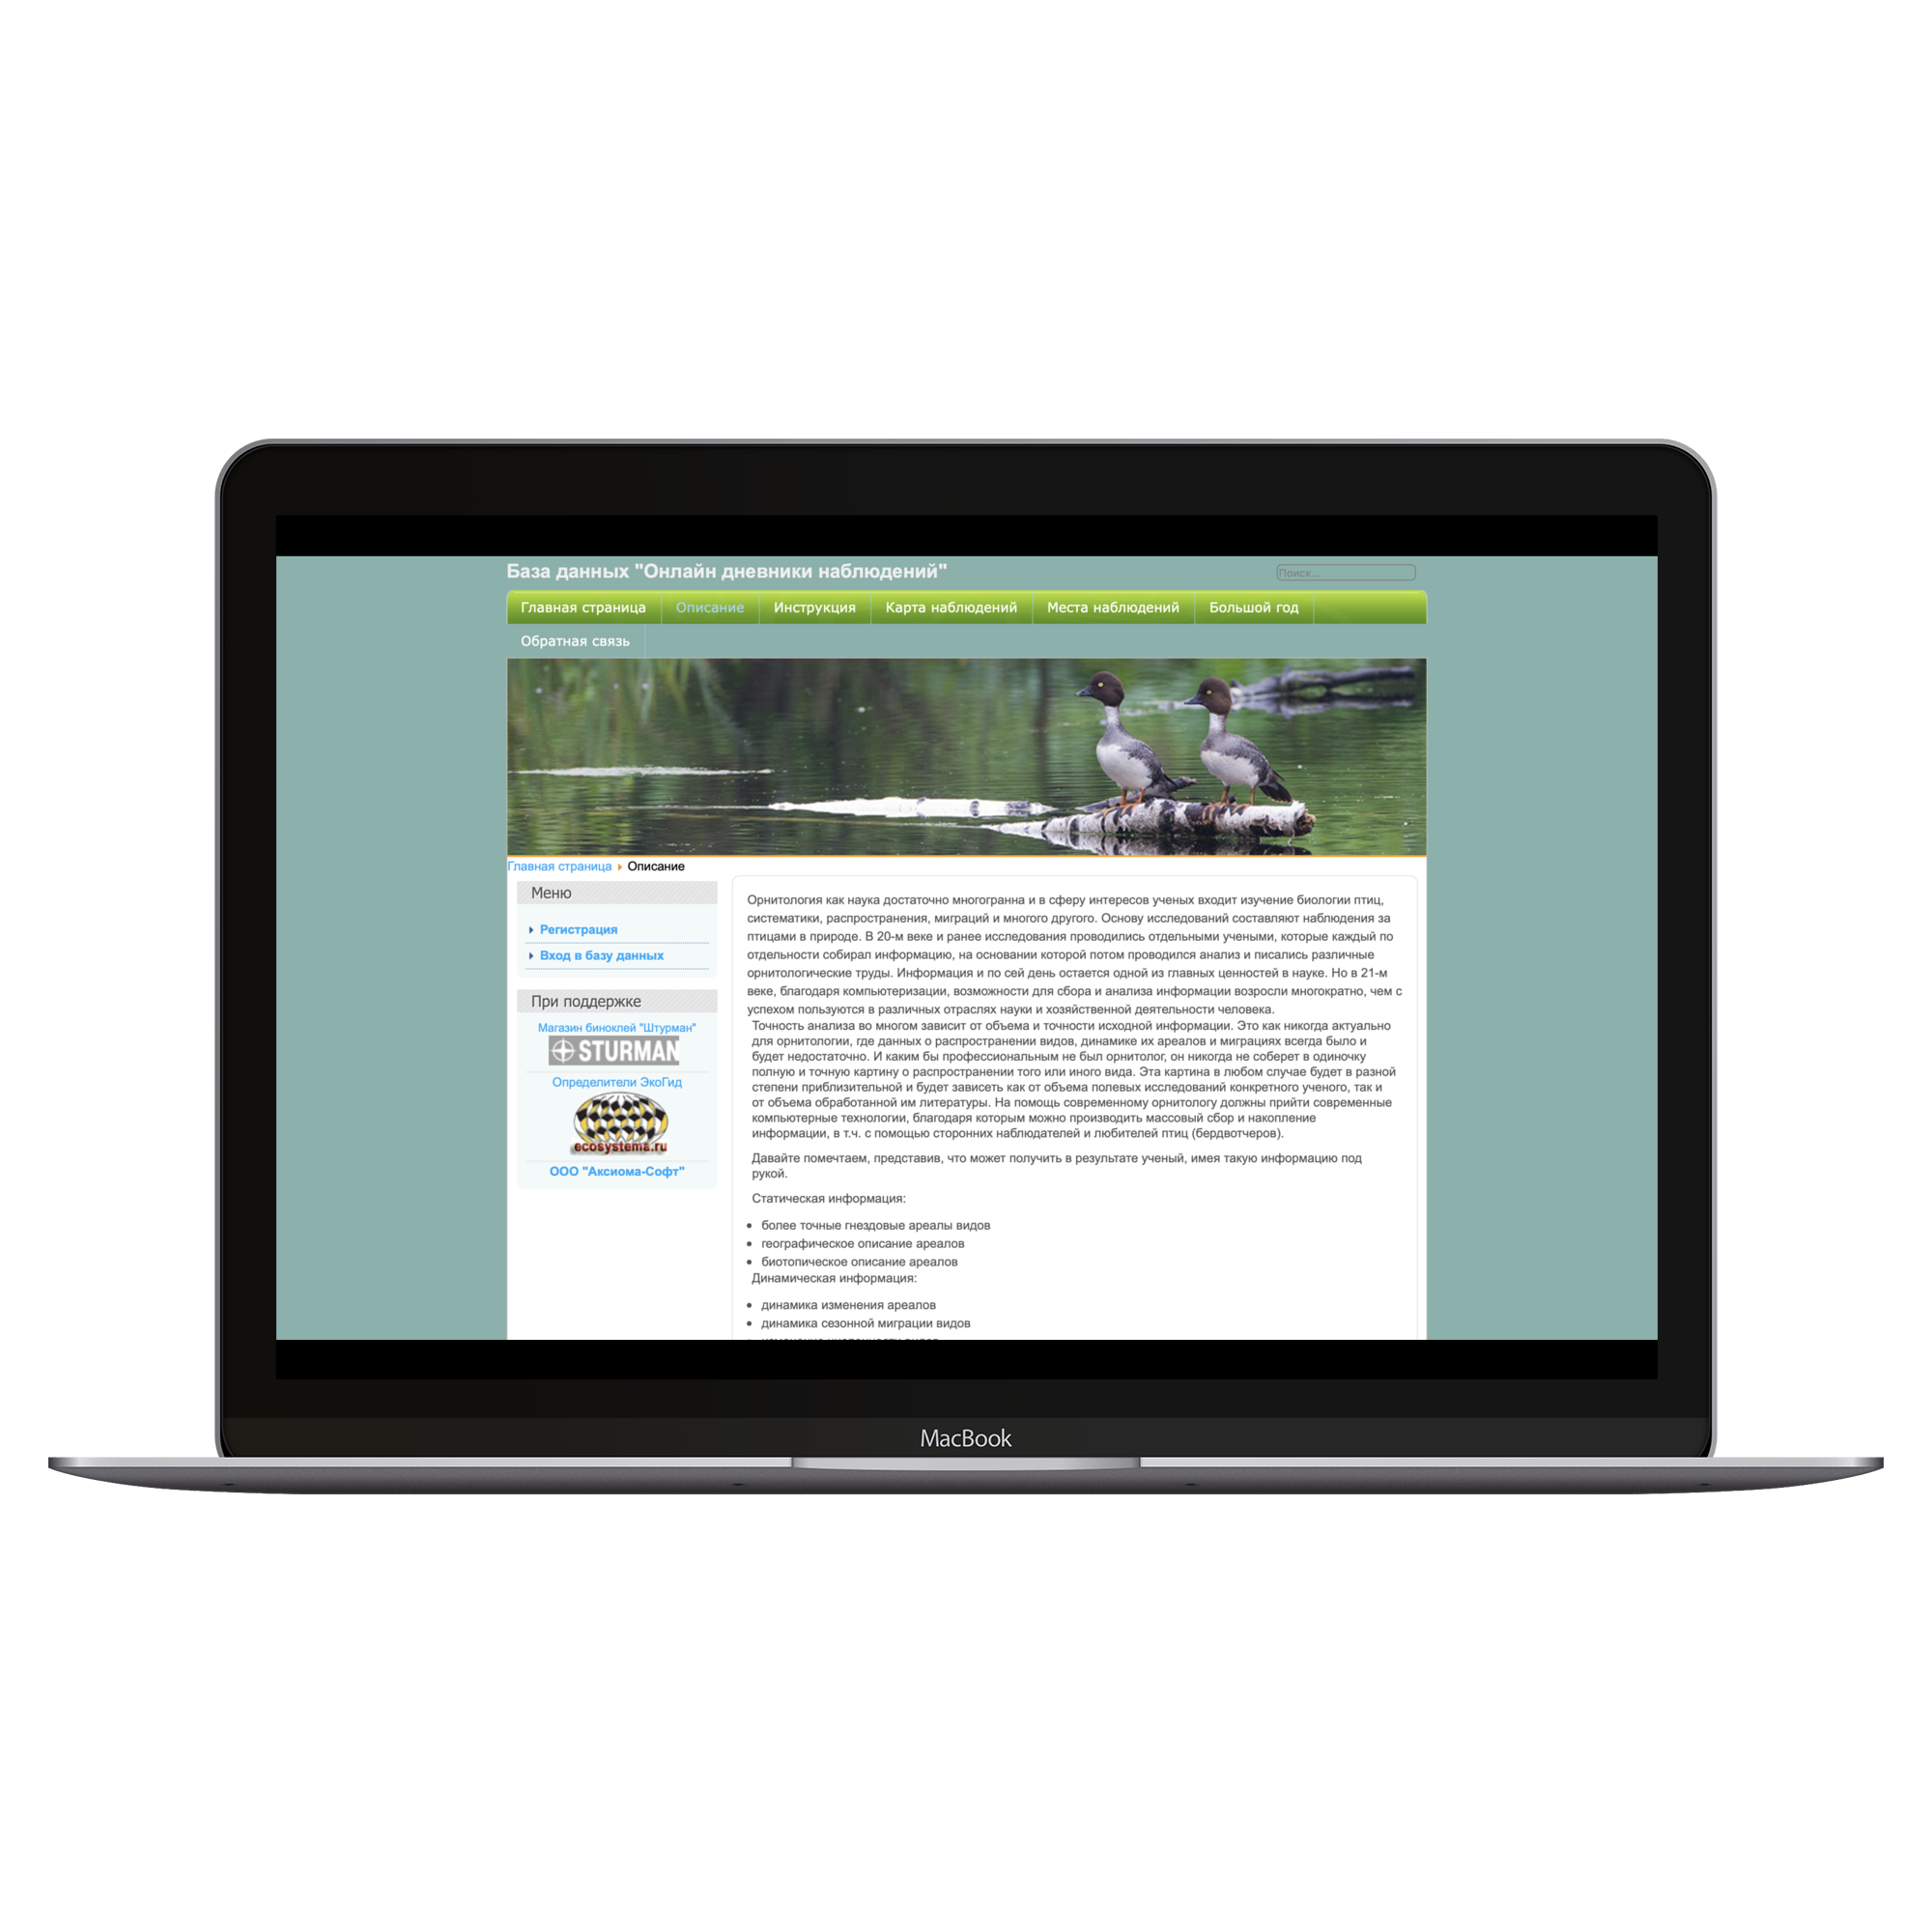 База данных "Онлайн дневники наблюдений"
Поиск...
Главная страница Описание Инструкция Карта наблюдений Места наблюдений Большой год
Обратная связь
Главная страница Описание
Меню
Регистрация
Вход в базу данных
При поддержке
Магазин биноклей "Штурман"
STURMAN
Определители ЭкоГид
ecosystema.ru
ООО "Аксиома-Софт"
Орнитология как наука достаточно многогранна и в сферу интересов ученых входит изучение биологии птиц,
систематики, распространения, миграций и многого другого. Основу исследований составляют наблюдения за
птицами в природе. В 20-м веке и ранее исследования проводились отдельными учеными, которые каждый по
отдельности собирал информацию, на основании которой потом проводился анализ и писались различные
орнитологические труды. Информация и по сей день остается одной из главных ценностей в науке. Но в 21-м
веке, благодаря компьютеризации, возможности для сбора и анализа информации возросли многократно, чем с
успехом пользуются в различных отраслях науки и хозяйственной деятельности человека.
Точность анализа во многом зависит от объема и точности исходной информации. Это как никогда актуально
для орнитологии, где данных о распространении видов, динамике их ареалов и миграциях всегда было и
будет недостаточно. И каким бы профессиональным не был орнитолог, он никогда не соберет в одиночку
полную и точную картину о распространении того или иного вида. Эта картина в любом случае будет в разной
степени приблизительной и будет зависеть как от объема полевых исследований конкретного ученого, так и
от объема обработанной им литературы. На помощь современному орнитологу должны прийти современные
компьютерные технологии, благодаря которым можно производить массовый сбор и накопление
информации, в т.ч. с помощью сторонних наблюдателей и любителей птиц (бердвотчеров).
Давайте помечтаем, представив, что может получить в результате ученый, имея такую информацию под
рукой.
Статическая информация:
более точные гнездовые ареалы видов
географическое описание ареалов
биотопическое описание ареалов
Динамическая информация:
динамика изменения ареалов
динамика сезонной миграции видов
MacBook